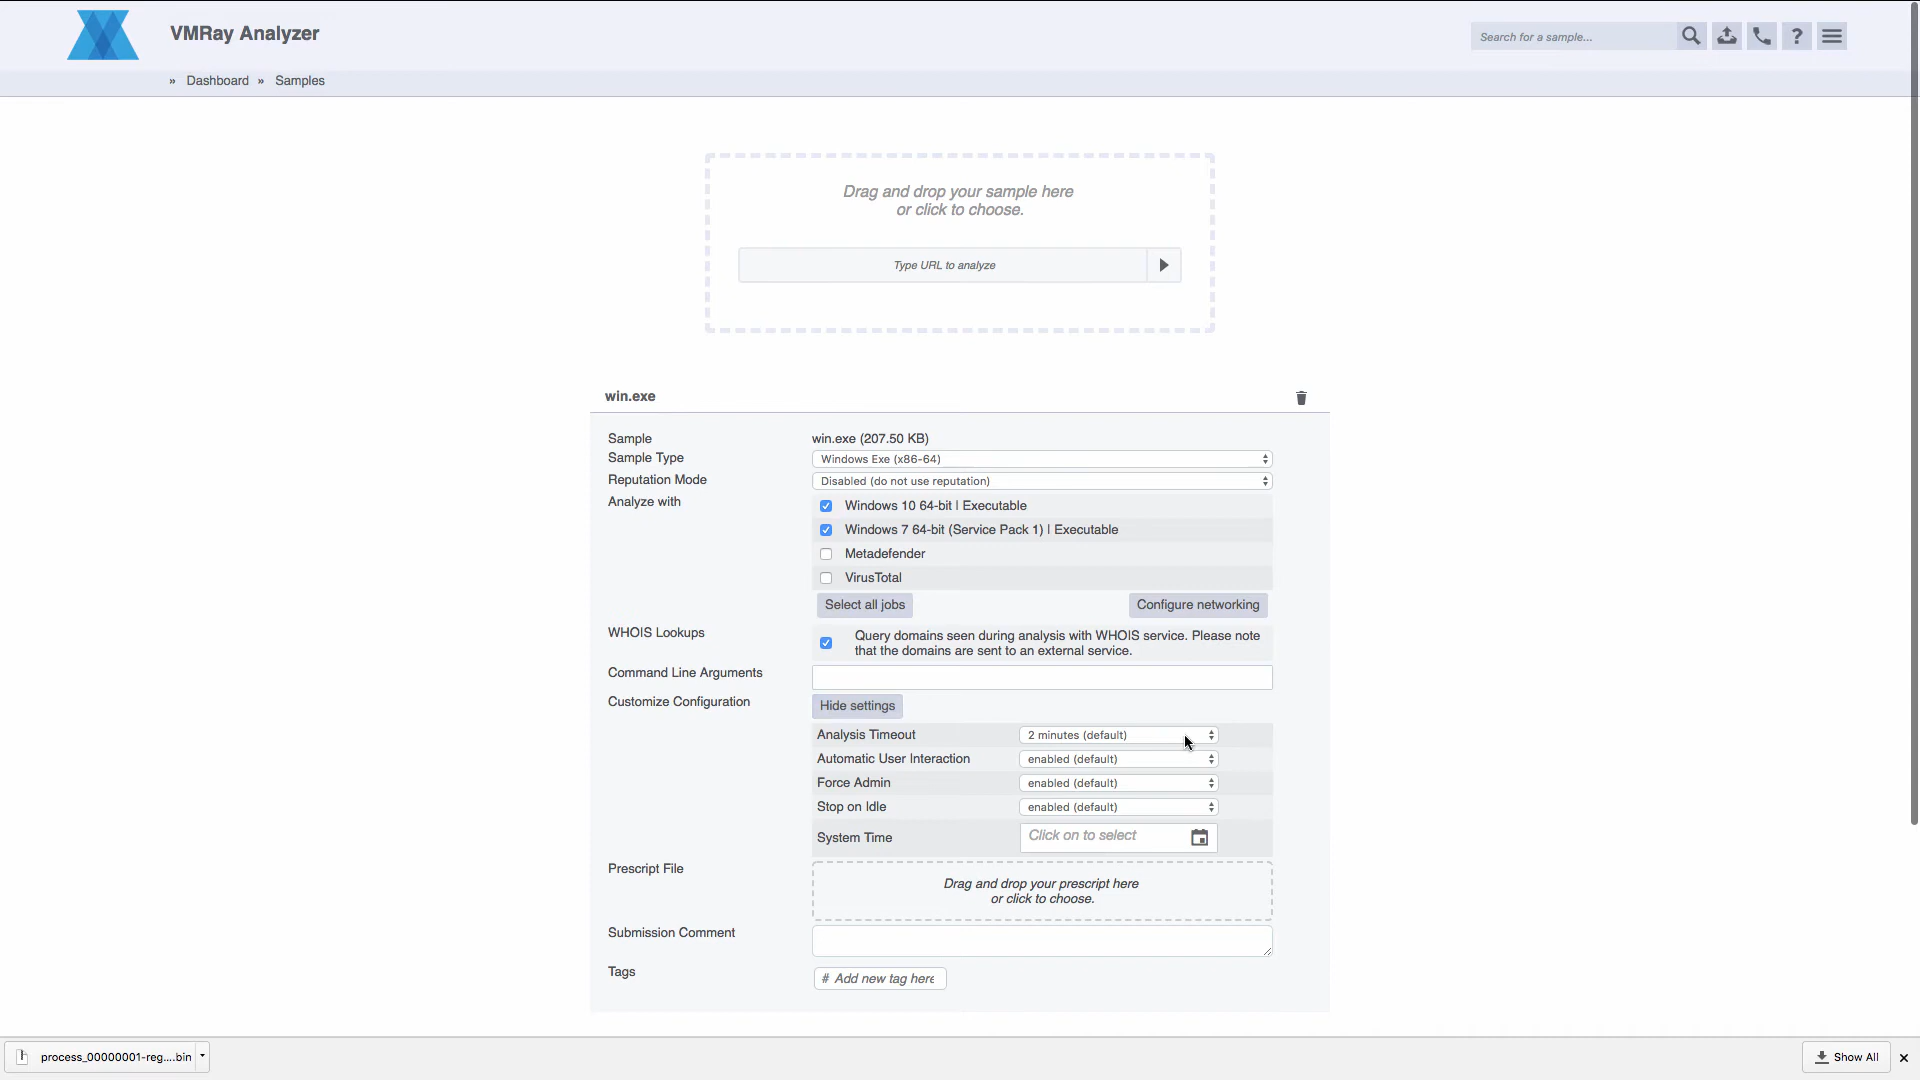 VMRay Analyzer
Search for a sample...
?
» Dashboard » Samples
Drag and drop your sample here
or click to choose.
Type URL to analyze
win.exe
Sample win.exe (207.50 KB)
Sample Type Windows Exe (x86-64)
Reputation Mode Disabled (do not use reputation)
Analyze with Windows 10 64-bit | Executable
Windows 7 64-bit (Service Pack 1) | Executable
Metadefender
VirusTotal
Select all jobs Configure networking
WHOIS Lookups Query domains seen during analysis with WHOIS service. Please note
that the domains are sent to an external service.
Command Line Arguments
Customize Configuration Hide settings
Analysis Timeout 2 minutes (default)
Automatic User Interaction enabled (default)
Force Admin enabled (default)
Stop on Idle enabled (default)
System Time Click on to select
Prescript File Drag and drop your prescript here
or click to choose.
Submission Comment
Tags # Add new tag here
process_00000001-reg....bin Show All